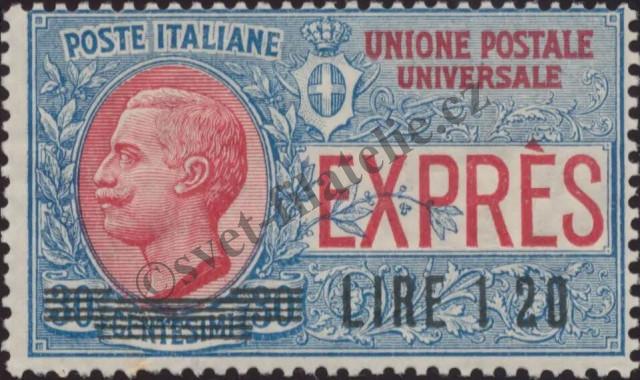 POSTE ITALIANE
UNIONE POSTALE
UNIVERSALE
EXPRÈS
30 CENTESIMI 30
LIRE 1 20
©svet-filatelie.cz